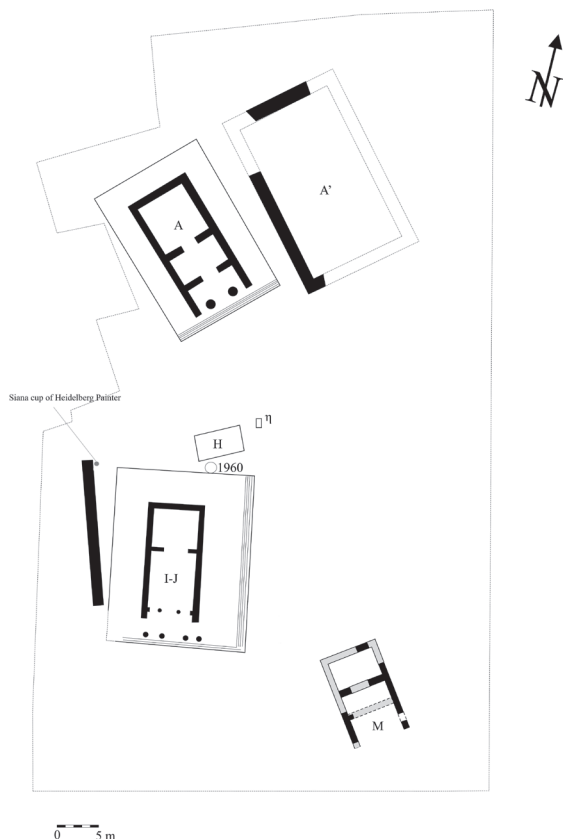 N
A
A'
Siana cup of Heidelberg Painter
η
H
1960
I-J
M
0 5 m